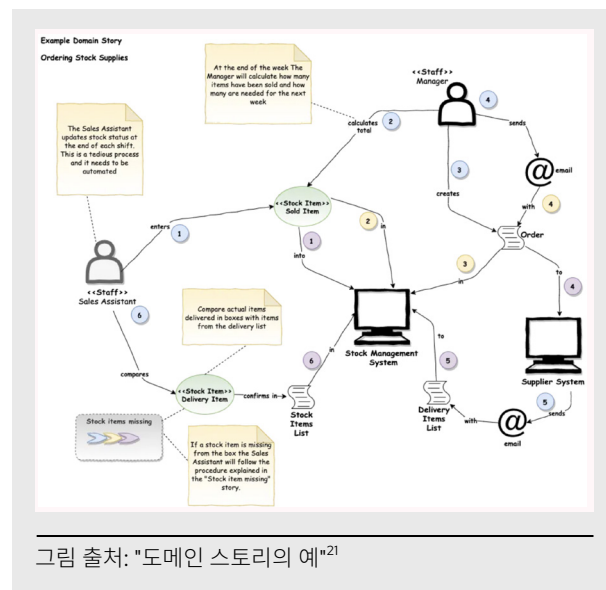 Example Domain Story
Ordering Stock Supplies
At the end of the week The
Manager will calculate how many
items have been sold and how
many are needed for the next
week
<<Staff>>
Manager
4
The Sales Assistant
updates stock status at
the end of each shift.
This is a tedious process
and it needs to be
automated
calculates
total
2
sends
@
email
3
creates
with
4
enters
1
<<Stock Item>>
Sold Item
2
in
Order
1
into
3
in
to
4
<<Staff>>
Sales Assistant
6
Compare actual items
delivered in boxes with items
from the delivery list
Stock Management
System
6
in
to
5
Supplier System
compares
<<Stock Item>>
Delivery Item
confirms in
Stock
Items
List
Delivery
Items
List
5
sends
with
@
email
Stock items missing
If a stock item is missing
from the box the Sales
Assistant will follow the
procedure explained in
the "Stock item missing"
story.
그림 출처: "도메인 스토리의 예"21